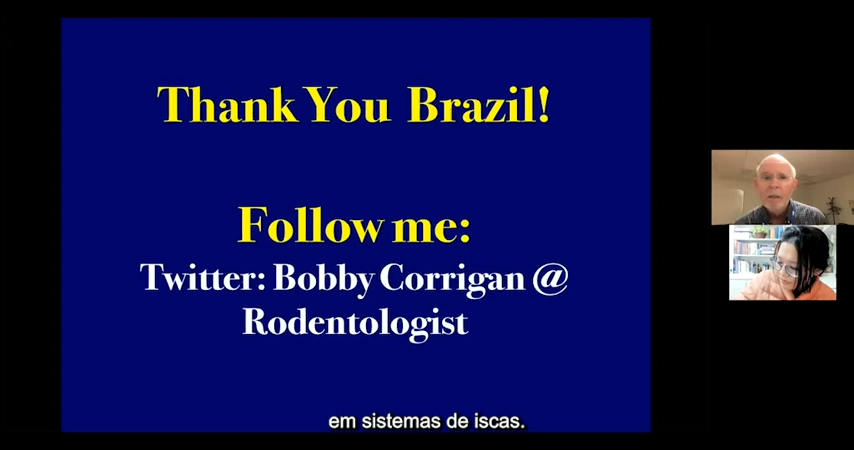 Thank You Brazil!
Follow me:
Twitter: Bobby Corrigan @
Rodentologist
em sistemas de iscas.